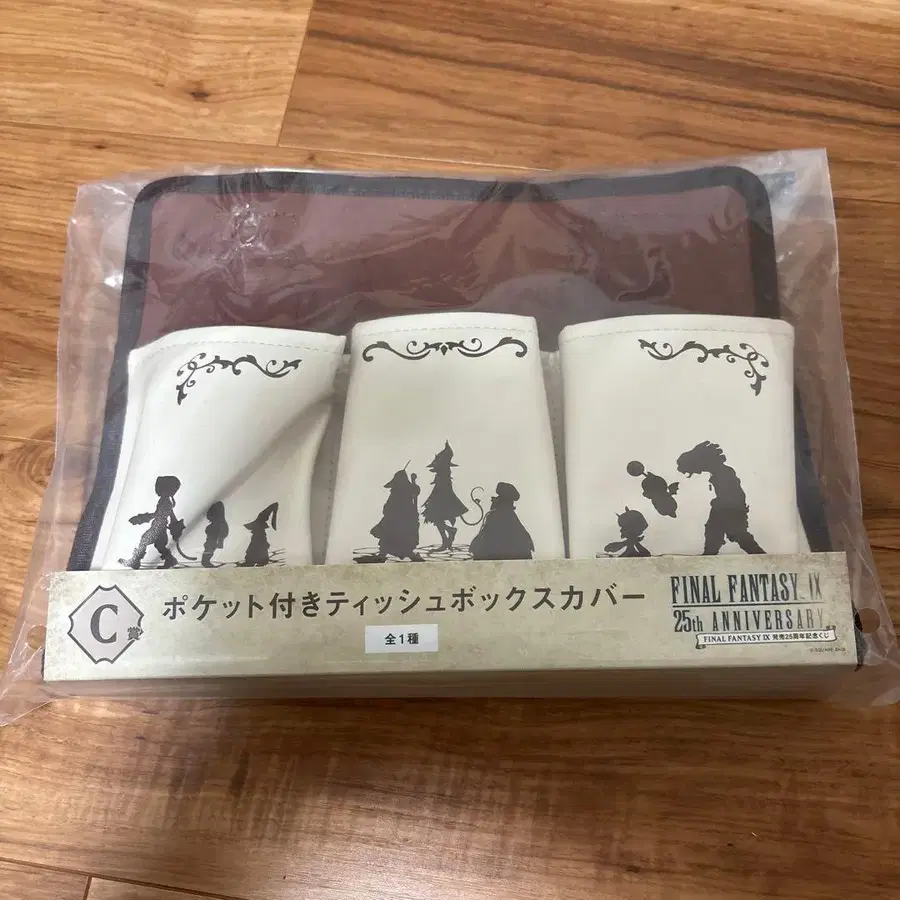 C賞
ポケット付きティッシュボックスカバー
全1種
FINAL FANTASY IX
25th ANNIVERSARY
FINAL FANTASY IX 発売25周年記念くじ